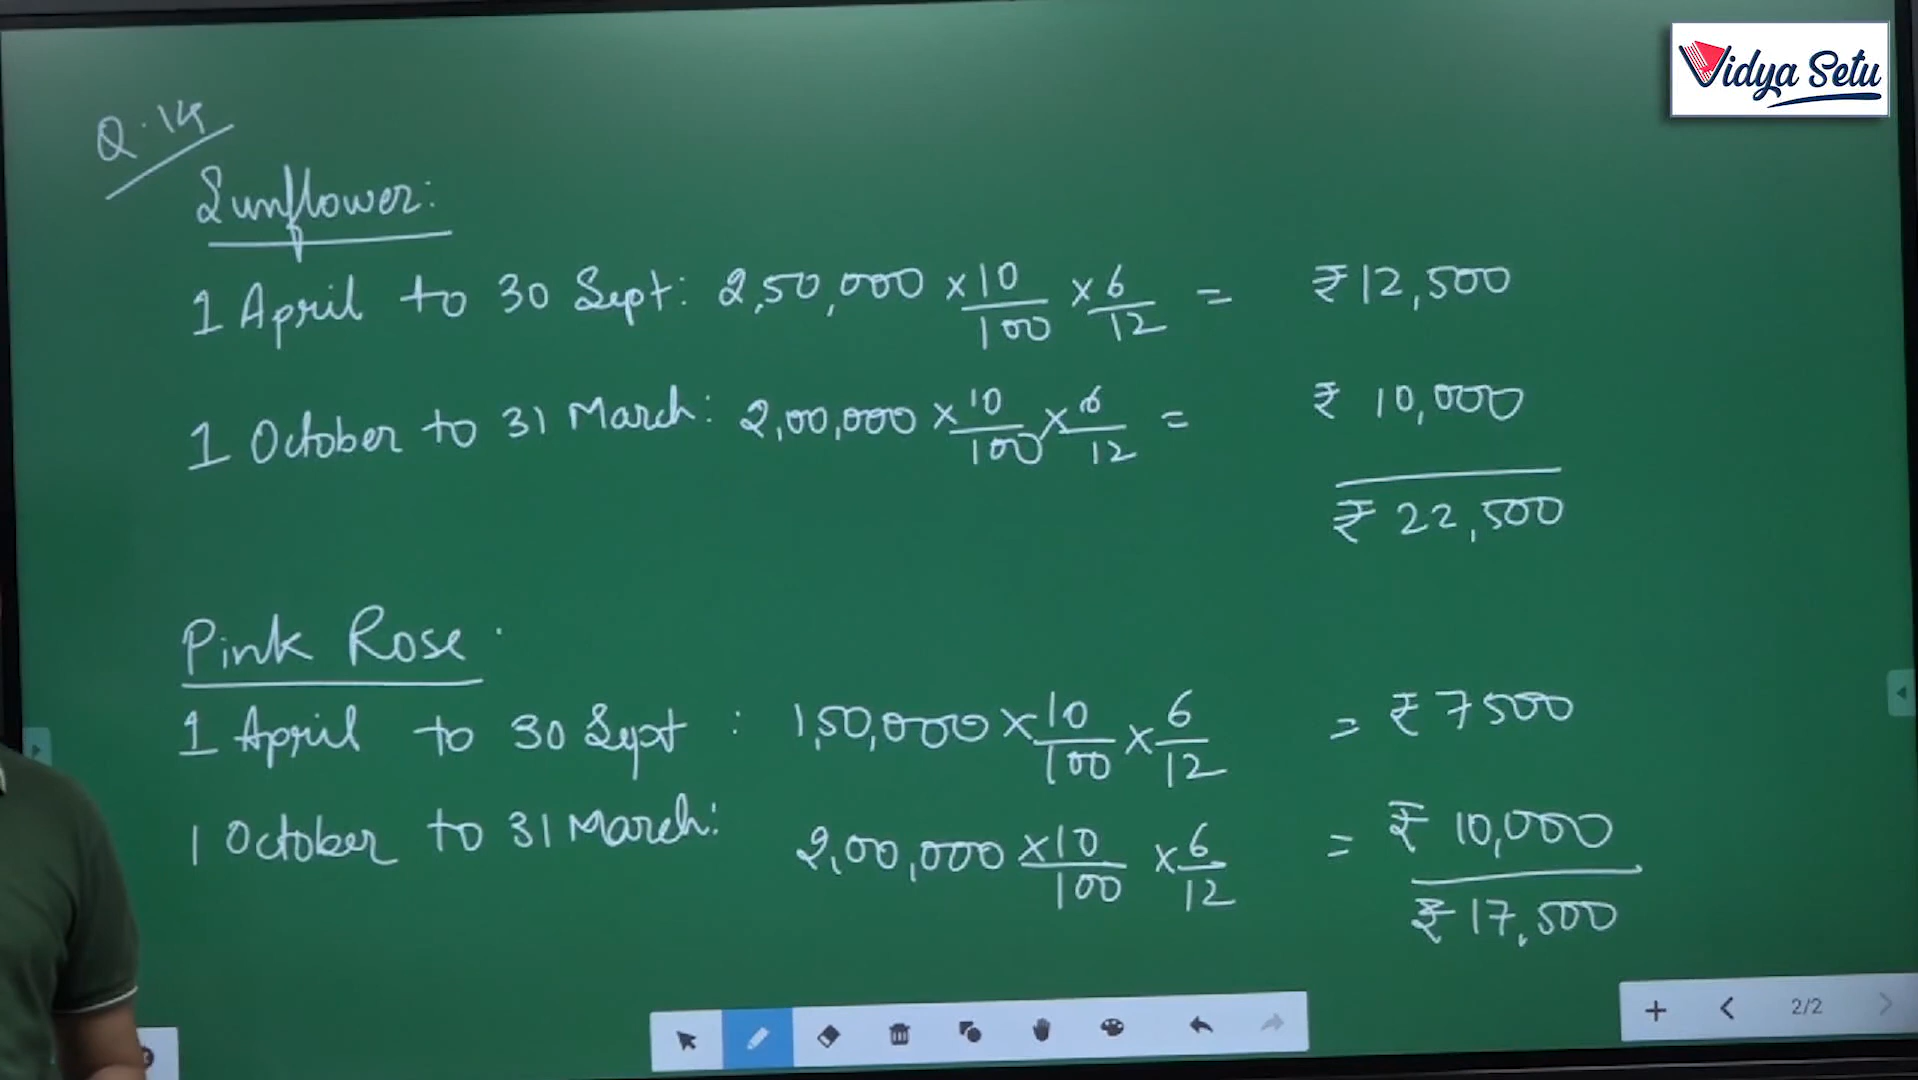 Vidya Setu
Q.14
Sunflower:
1 April to 30 Sept: 2,50,000 × 10/100 × 6/12 = ₹12,500
1 October to 31 March: 2,00,000 × 10/100 × 6/12 = ₹ 10,000
₹ 22,500
Pink Rose
1 April to 30 Sept : 1,50,000 × 10/100 × 6/12 = ₹ 7500
1 October to 31 March: 2,00,000 × 10/100 × 6/12 = ₹ 10,000
₹ 17,500
2/2